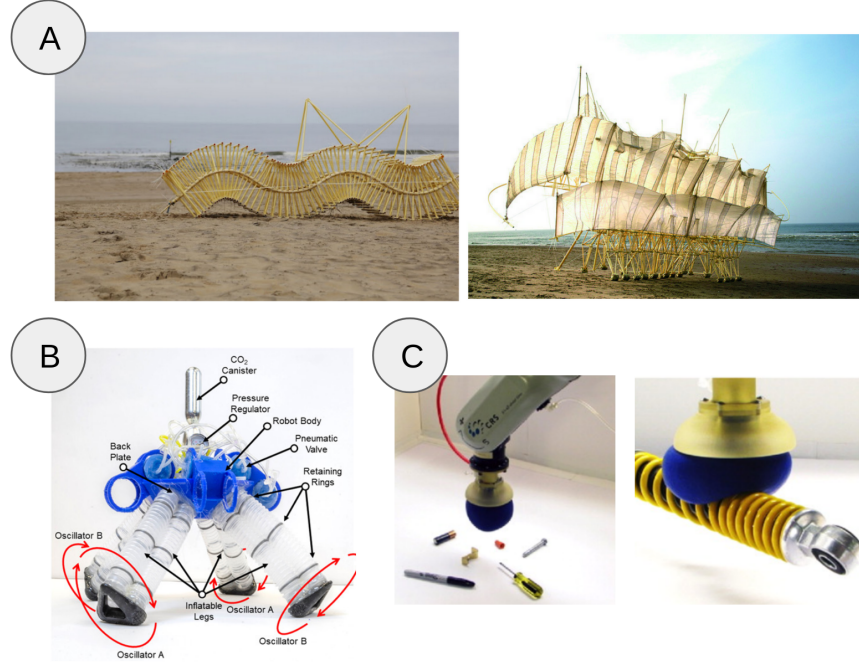 A
B
CO2
Canister
Pressure
Regulator
Robot Body
Back
Plate
Pneumatic
Valve
Retaining
Rings
Oscillator B
Inflatable
Legs
Oscillator A
Oscillator B
Oscillator A
C
CRS